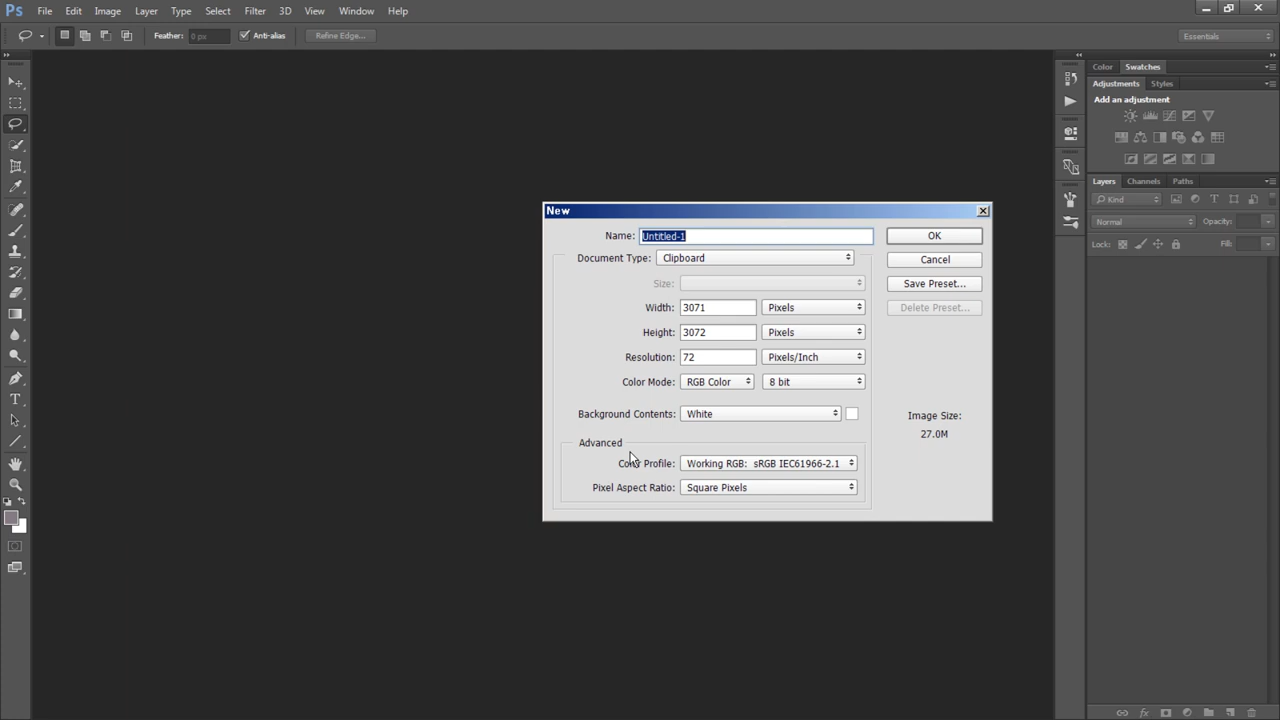 Ps File Edit Image Layer Type Select Filter 3D View Window Help
Feather: 0 px Anti-alias Refine Edge... Essentials
Color Swatches
Adjustments Styles
Add an adjustment
Layers Channels Paths
Kind
Normal Opacity:
Lock: Fill:
New
Name: Untitled-1 OK
Document Type: Clipboard Cancel
Size: Save Preset...
Width: 3071 Pixels Delete Preset...
Height: 3072 Pixels
Resolution: 72 Pixels/Inch
Color Mode: RGB Color 8 bit
Background Contents: White Image Size:
27.0M
Advanced
Color Profile: Working RGB: sRGB IEC61966-2.1
Pixel Aspect Ratio: Square Pixels